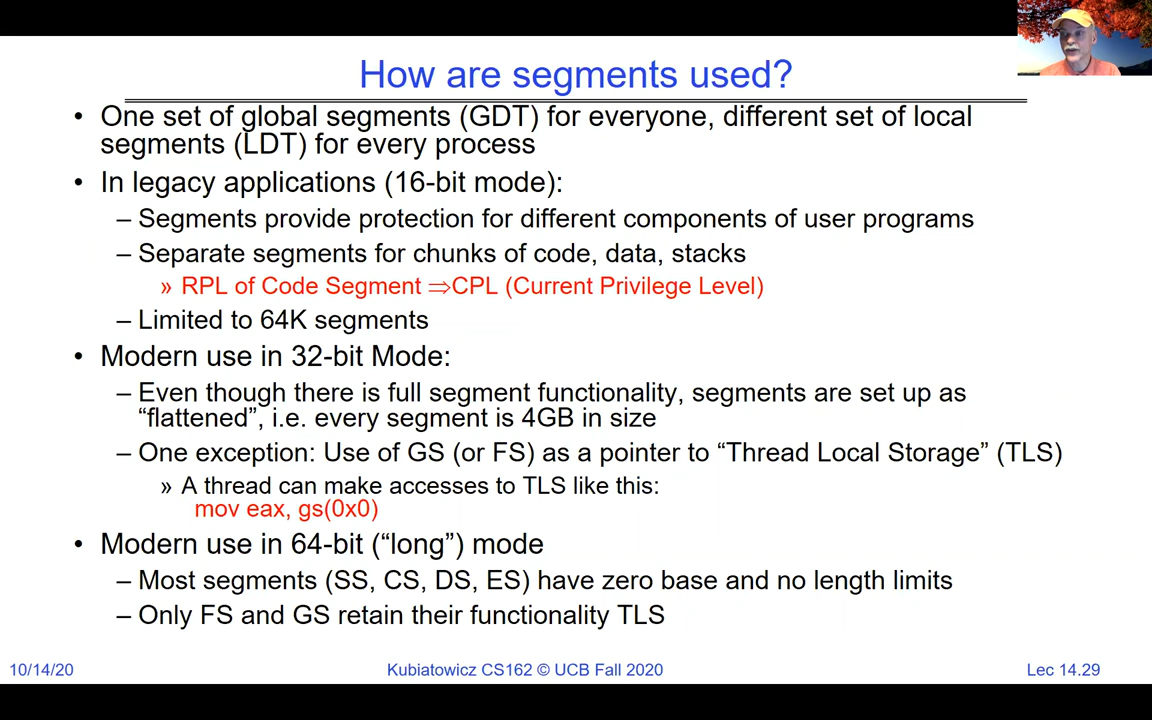 How are segments used?
• One set of global segments (GDT) for everyone, different set of local
segments (LDT) for every process
• In legacy applications (16-bit mode):
– Segments provide protection for different components of user programs
– Separate segments for chunks of code, data, stacks
» RPL of Code Segment ⇒CPL (Current Privilege Level)
– Limited to 64K segments
• Modern use in 32-bit Mode:
– Even though there is full segment functionality, segments are set up as
“flattened”, i.e. every segment is 4GB in size
– One exception: Use of GS (or FS) as a pointer to “Thread Local Storage” (TLS)
» A thread can make accesses to TLS like this:
mov eax, gs(0x0)
• Modern use in 64-bit (“long”) mode
– Most segments (SS, CS, DS, ES) have zero base and no length limits
– Only FS and GS retain their functionality TLS
10/14/20 Kubiatowicz CS162 © UCB Fall 2020 Lec 14.29